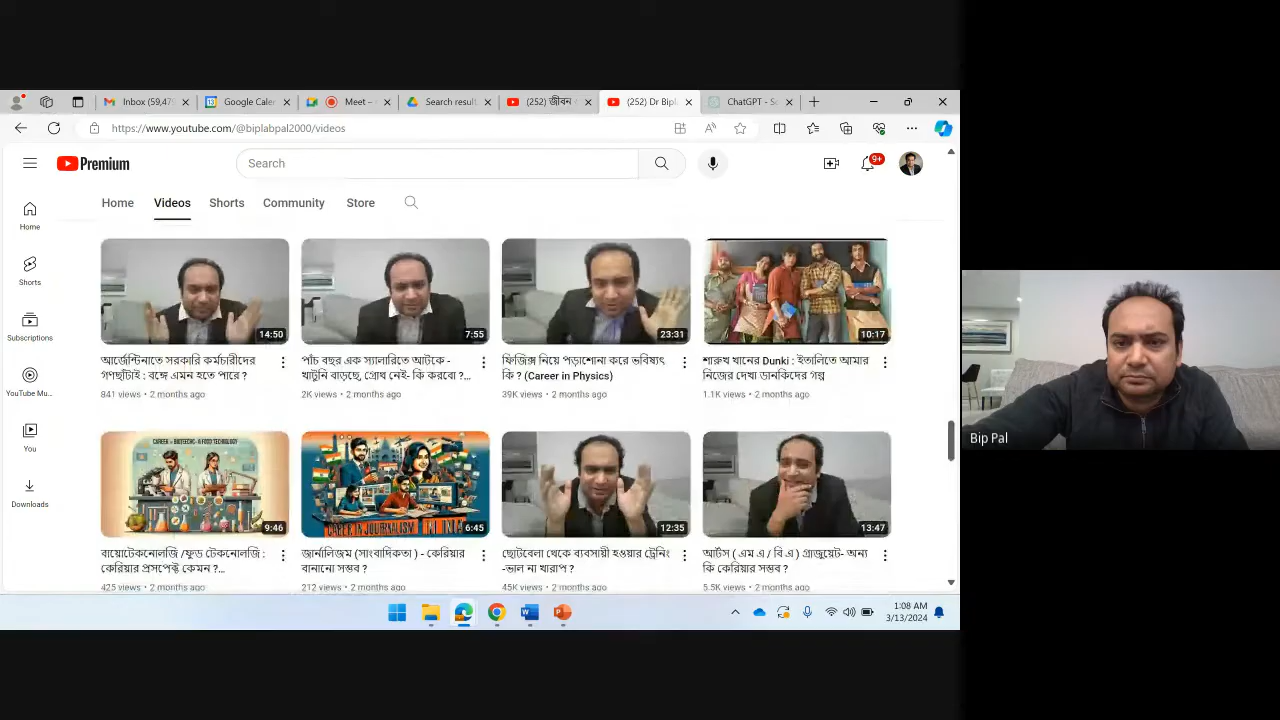 Inbox (59,479
Google Caler
Meet –
Search result
(252) জীবন
(252) Dr Bipl
ChatGPT - Sc
https://www.youtube.com/@biplabpal2000/videos
Premium
Search
9+
Home
Videos
Shorts
Community
Store
Home
Shorts
Subscriptions
YouTube Mu...
You
Downloads
14:50
7:55
23:31
10:17
আর্জেন্টিনাতে সরকারি কর্মচারীদের
গণছাঁটাই : বঙ্গে এমন হতে পারে ?
841 views • 2 months ago
পাঁচ বছর এক স্যালারিতে আটকে -
খাটুনি বাড়ছে, গ্রোথ নেই- কি করবো ?...
2K views • 2 months ago
ফিজিক্স নিয়ে পড়াশোনা করে ভবিষ্যৎ
কি ? (Career in Physics)
39K views • 2 months ago
শারুখ খানের Dunki : ইতালিতে আমার
নিজের দেখা ডানকিদের গল্প
1.1K views • 2 months ago
9:46
CAREER IN JOURNALISM
6:45
12:35
13:47
বায়োটেকনোলজি /ফুড টেকনোলজি :
কেরিয়ার প্রসপেক্ট কেমন ?...
425 views • 2 months ago
জার্নালিজম (সাংবাদিকতা ) - কেরিয়ার
বানানো সম্ভব ?
212 views • 2 months ago
ছোটবেলা থেকে ব্যবসায়ী হওয়ার ট্রেনিং
-ভাল না খারাপ ?
45K views • 2 months ago
আর্টস ( এম এ / বি এ ) গ্রাজুয়েট- অন্য
কি কেরিয়ার সম্ভব ?
5.5K views • 2 months ago
1:08 AM
3/13/2024
Bip Pal